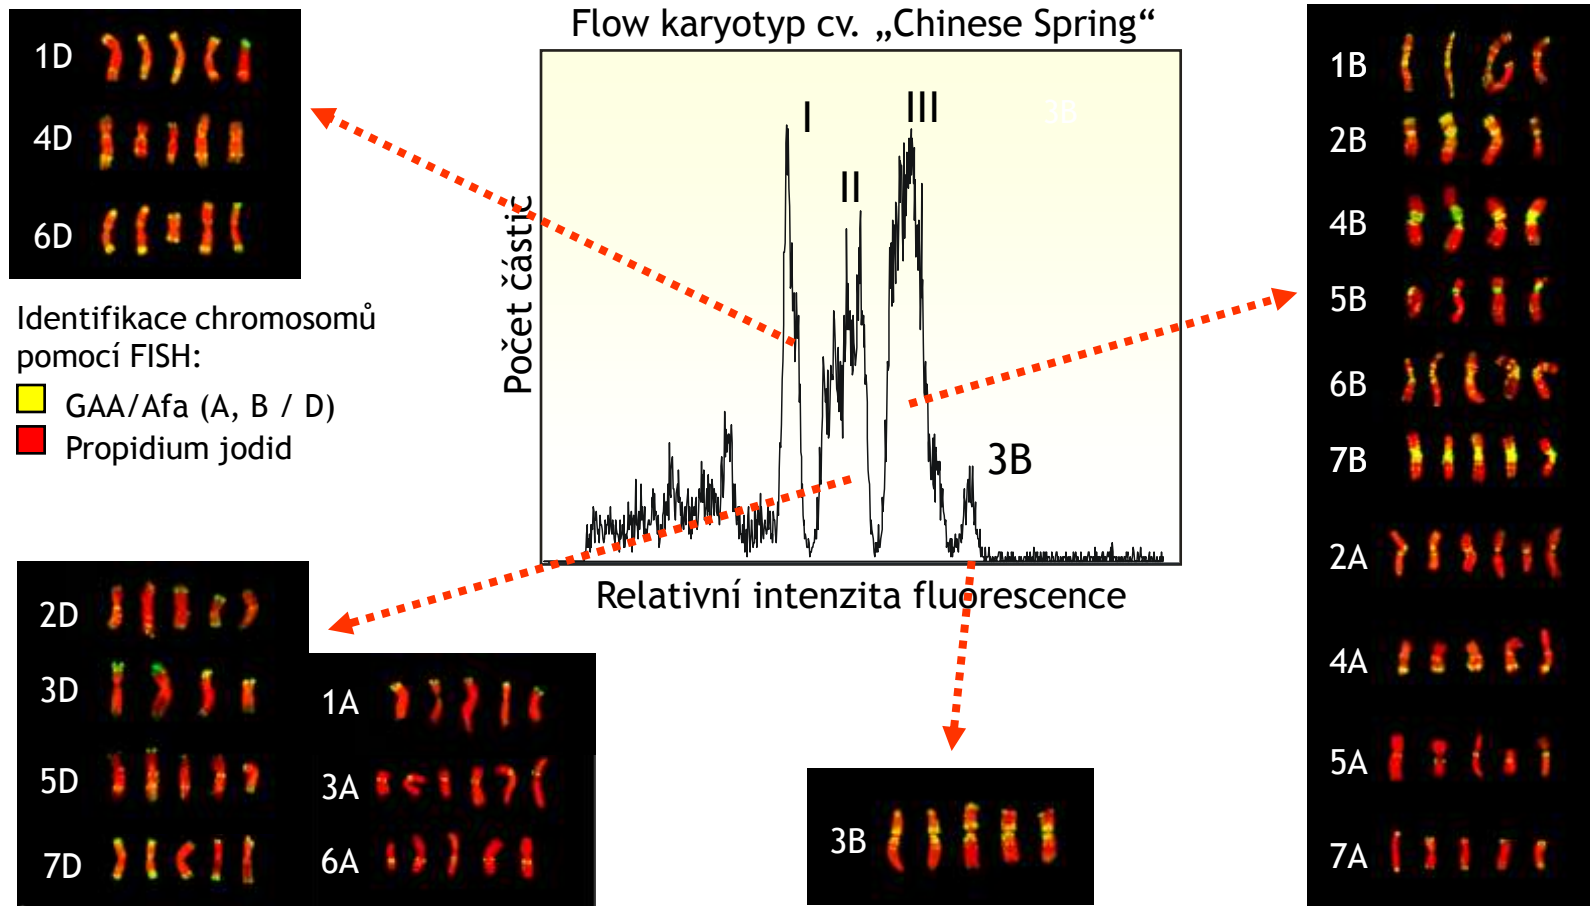 Flow karyotyp cv. „Chinese Spring“
1D
4D
6D
Identifikace chromosomů
pomocí FISH:
GAA/Afa (A, B / D)
Propidium jodid
Počet částic
I
II
III
3B
3B
Relativní intenzita fluorescence
2D
3D
5D
7D
1A
3A
6A
3B
1B
2B
4B
5B
6B
7B
2A
4A
5A
7A